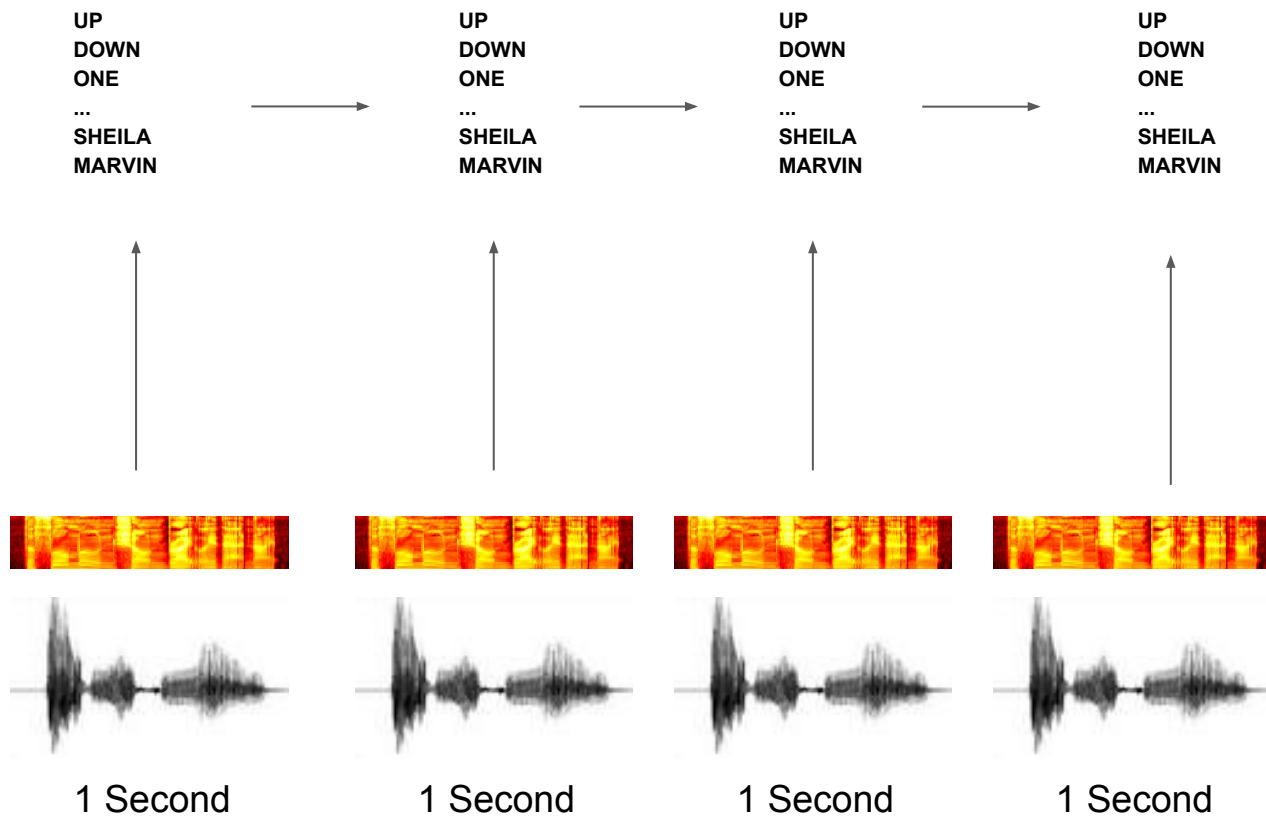 UP
DOWN
ONE
...
SHEILA
MARVIN
UP
DOWN
ONE
...
SHEILA
MARVIN
UP
DOWN
ONE
...
SHEILA
MARVIN
UP
DOWN
ONE
...
SHEILA
MARVIN
1 Second
1 Second
1 Second
1 Second